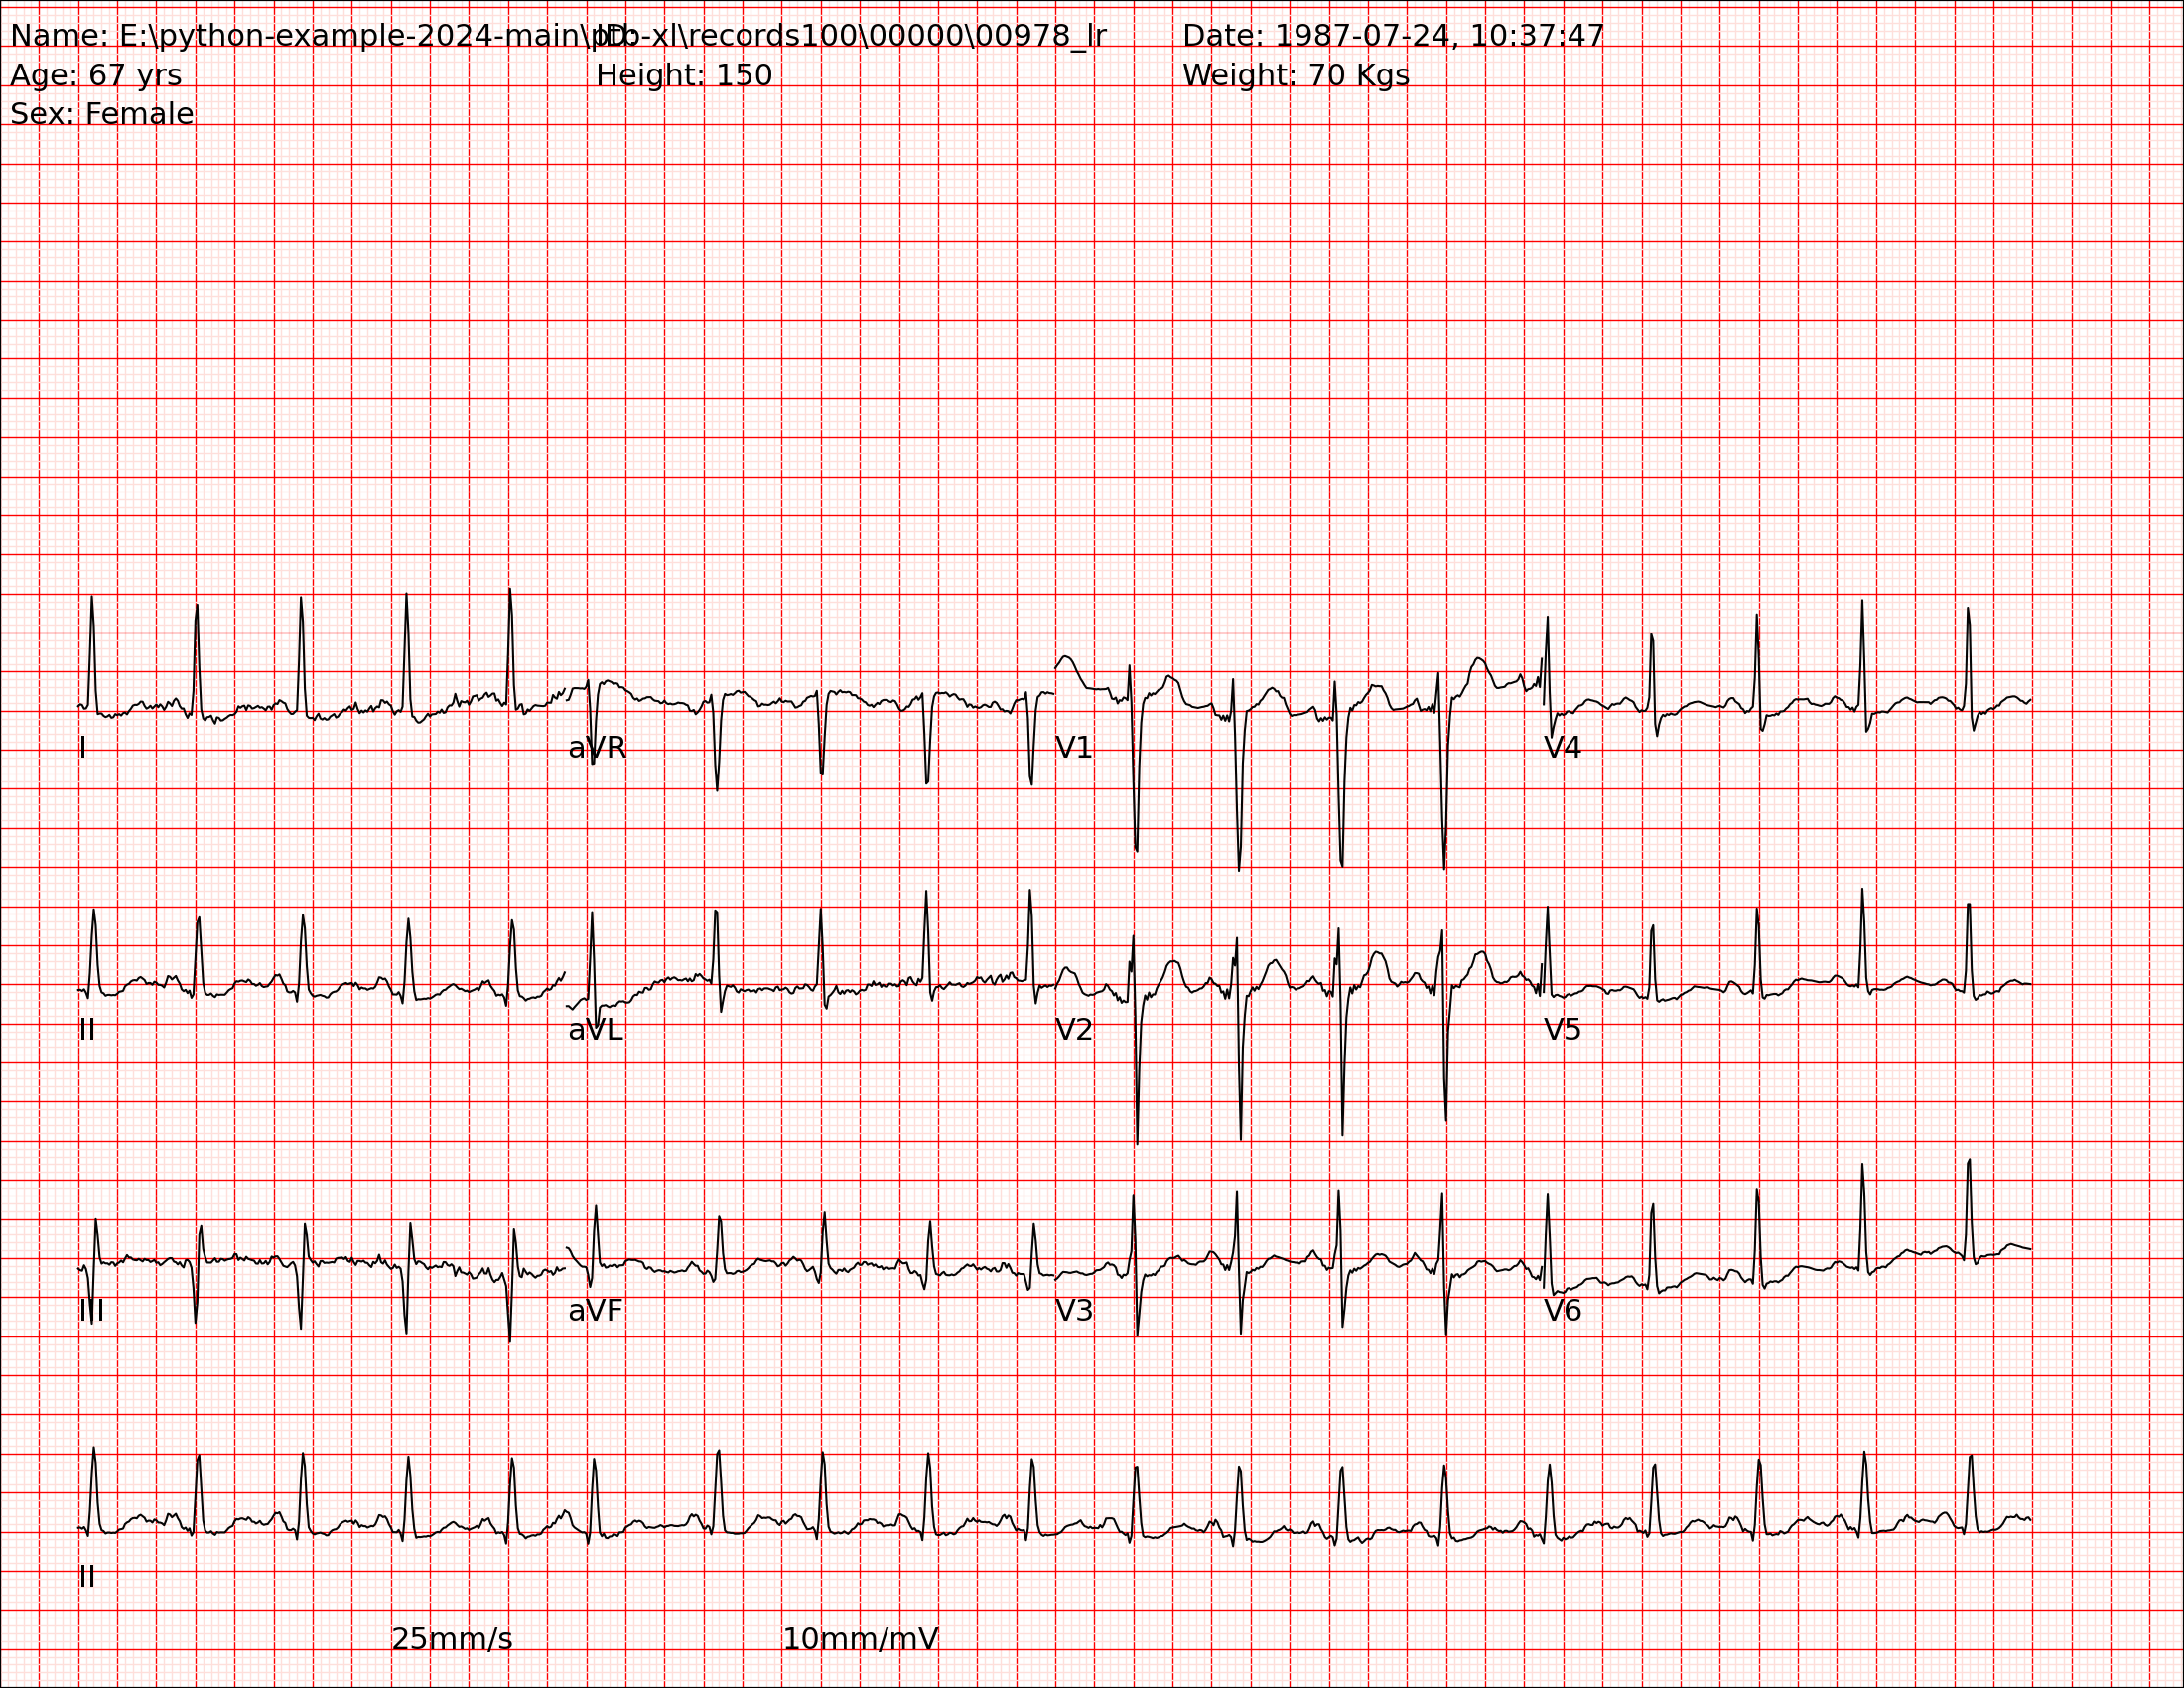 Name: E:\python-example-2024-main\ptb-xl\records100\00000\00978_lr ID: Date: 1987-07-24, 10:37:47
Age: 67 yrs Height: 150 Weight: 70 Kgs
Sex: Female
I aVR V1 V4
II aVL V2 V5
III aVF V3 V6
II
25mm/s 10mm/mV